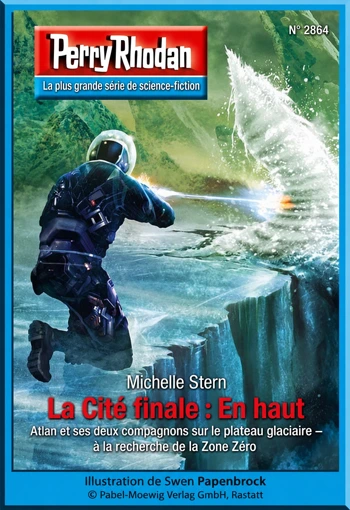 N° 2864
Perry Rhodan
La plus grande série de science-fiction
Michelle Stern
La Cité finale : En haut
Atlan et ses deux compagnons sur le plateau glaciaire –
à la recherche de la Zone Zéro
Illustration de Swen Papenbrock
© Pabel-Moewig Verlag GmbH, Rastatt